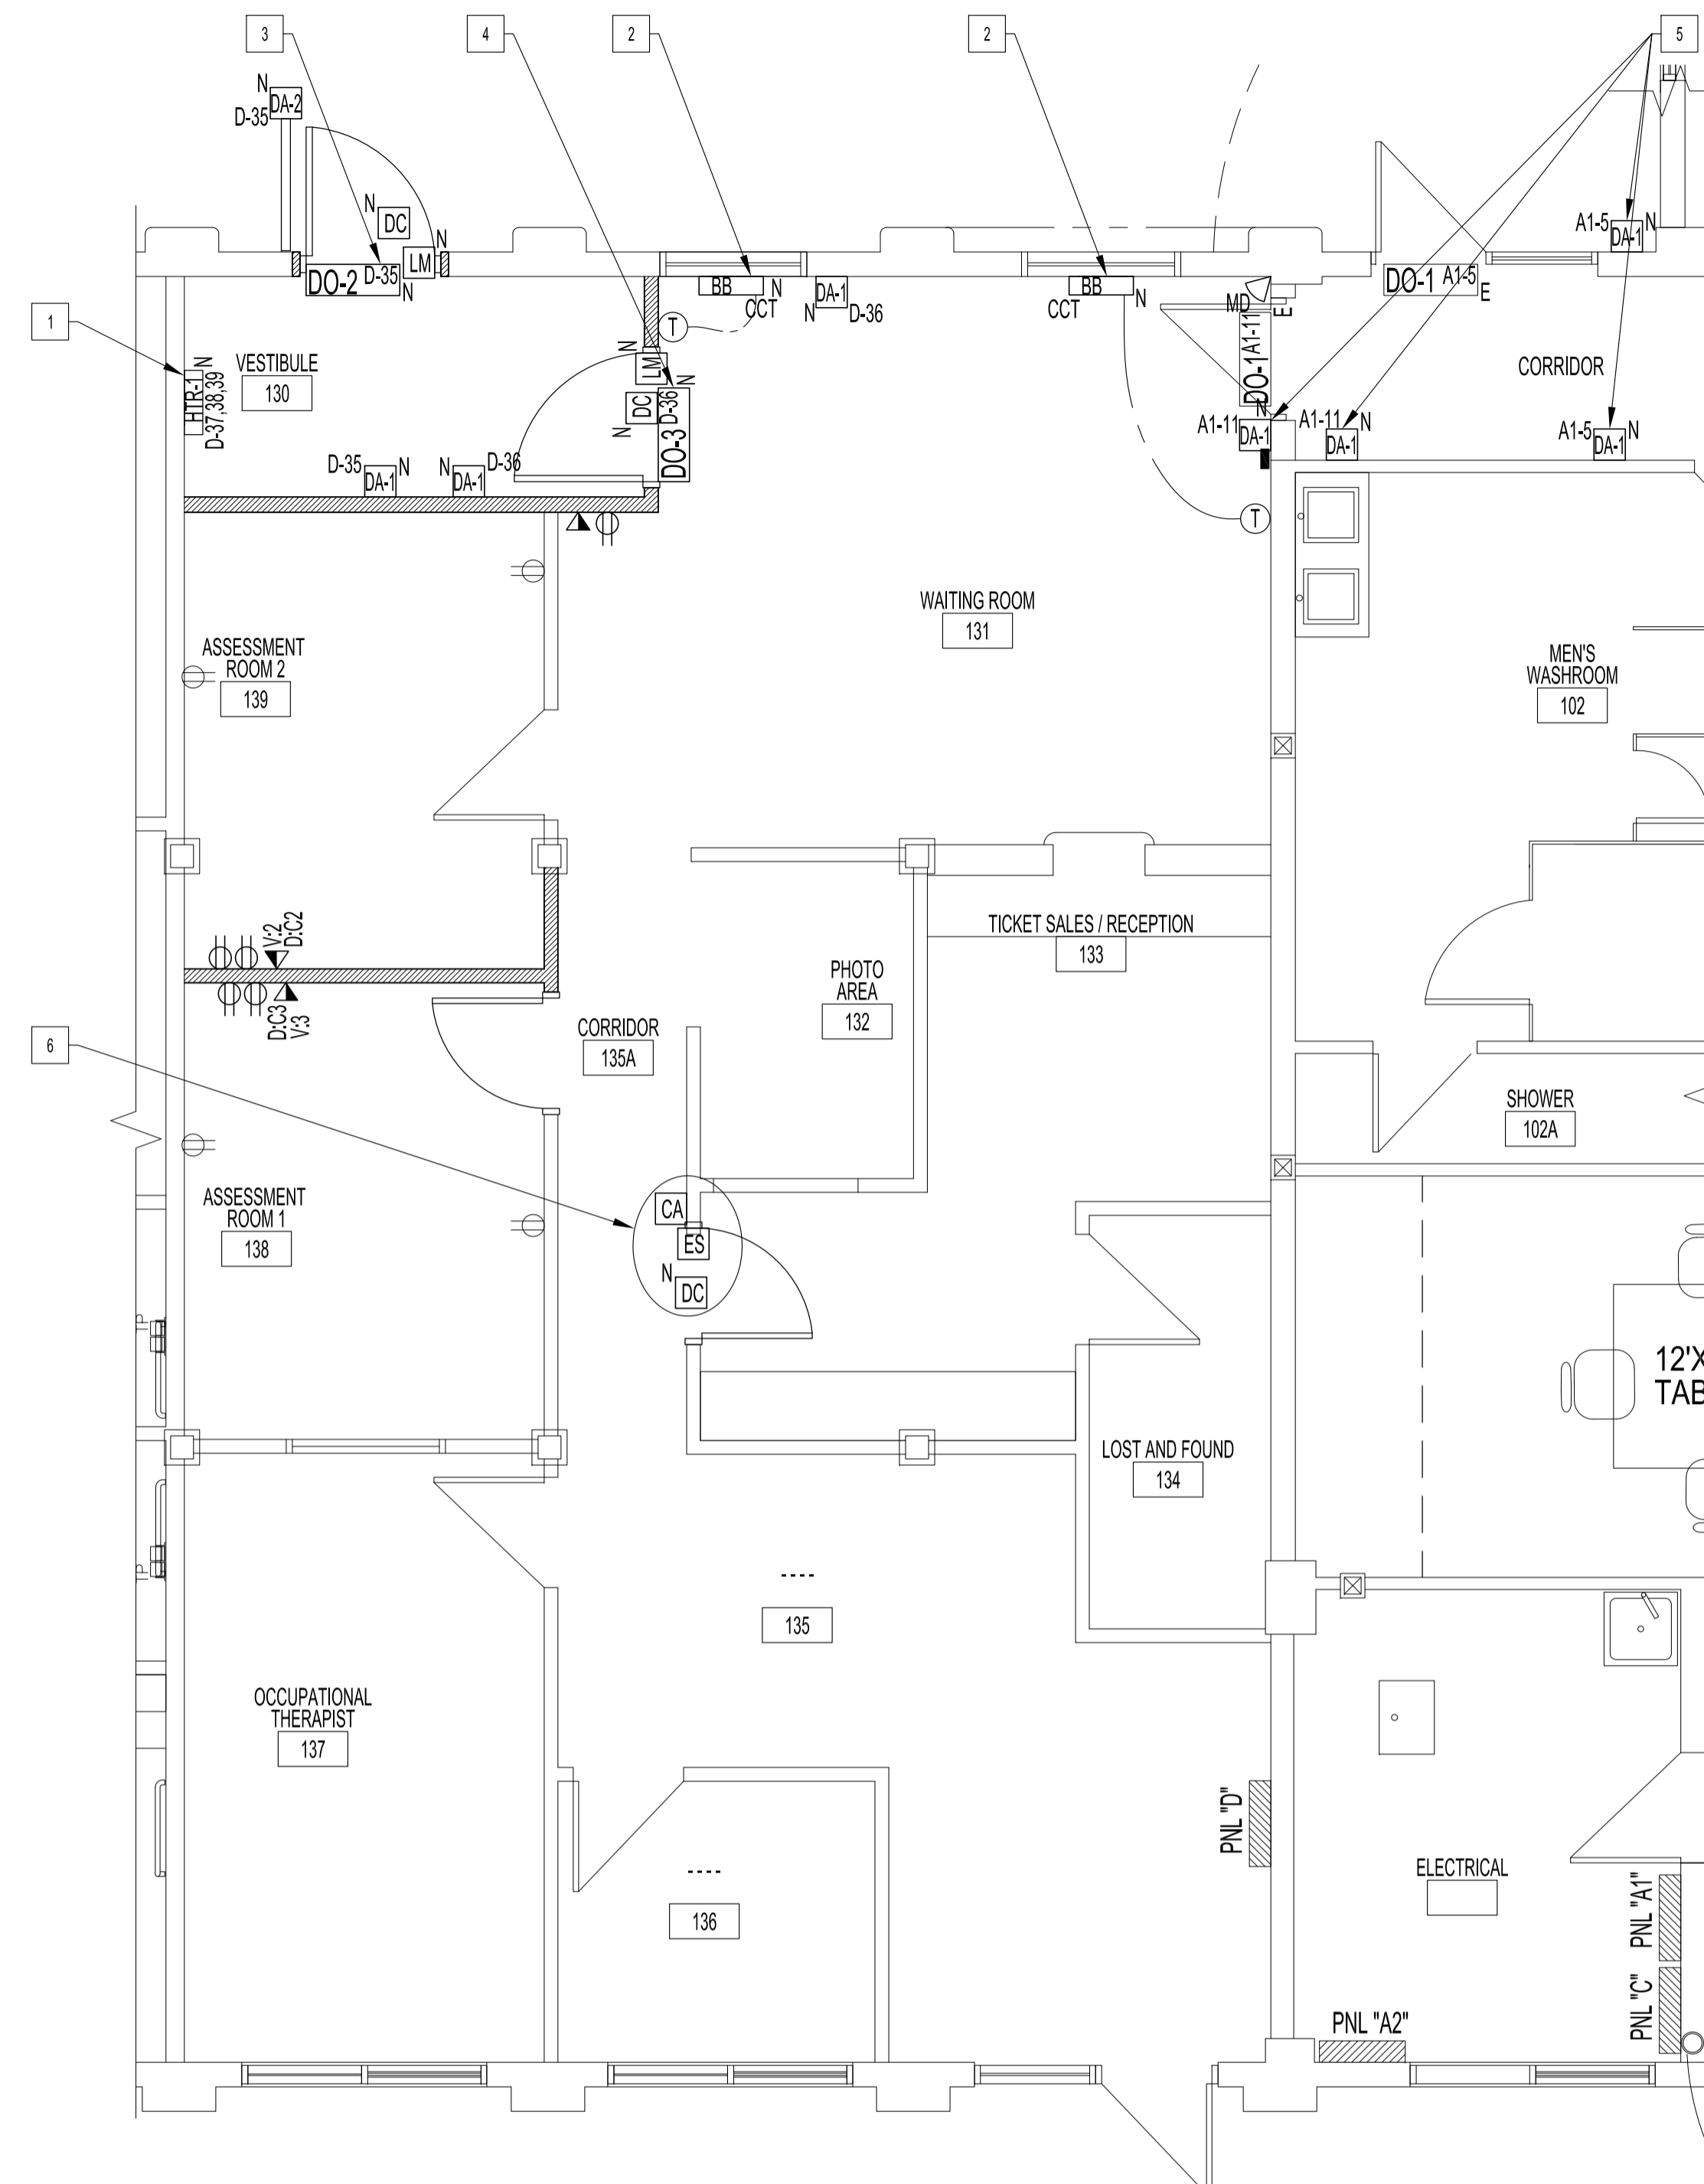 3
4
2
2
5
N
DA-2
D-35
N
DC
N
LM
DO-2 D-35
N
A1-5 N
DA-1
DO-1 A1-5
E
BB N
CCT
DA-1
N D-36
BB
N
CCT
MD
E
DO-1 A1-11
N
T
1
HTR-1 N
D-37,38,39
VESTIBULE
130
N
LM
N
DC
N
D-36
DO-3
CORRIDOR
A1-11
DA-1
A1-11 N
DA-1
A1-5 N
DA-1
D-35 N
DA-1
N D-36
DA-1
T
WAITING ROOM
131
ASSESSMENT
ROOM 2
139
MEN'S
WASHROOM
102
V:2
D:C2
TICKET SALES / RECEPTION
133
PHOTO
AREA
132
D:C3
V:3
CORRIDOR
135A
6
SHOWER
102A
ASSESSMENT
ROOM 1
138
CA
ES
N
DC
12'X
TAB
LOST AND FOUND
134
----
135
OCCUPATIONAL
THERAPIST
137
PNL "D"
----
136
ELECTRICAL
PNL "A1"
PNL "C"
PNL "A2"